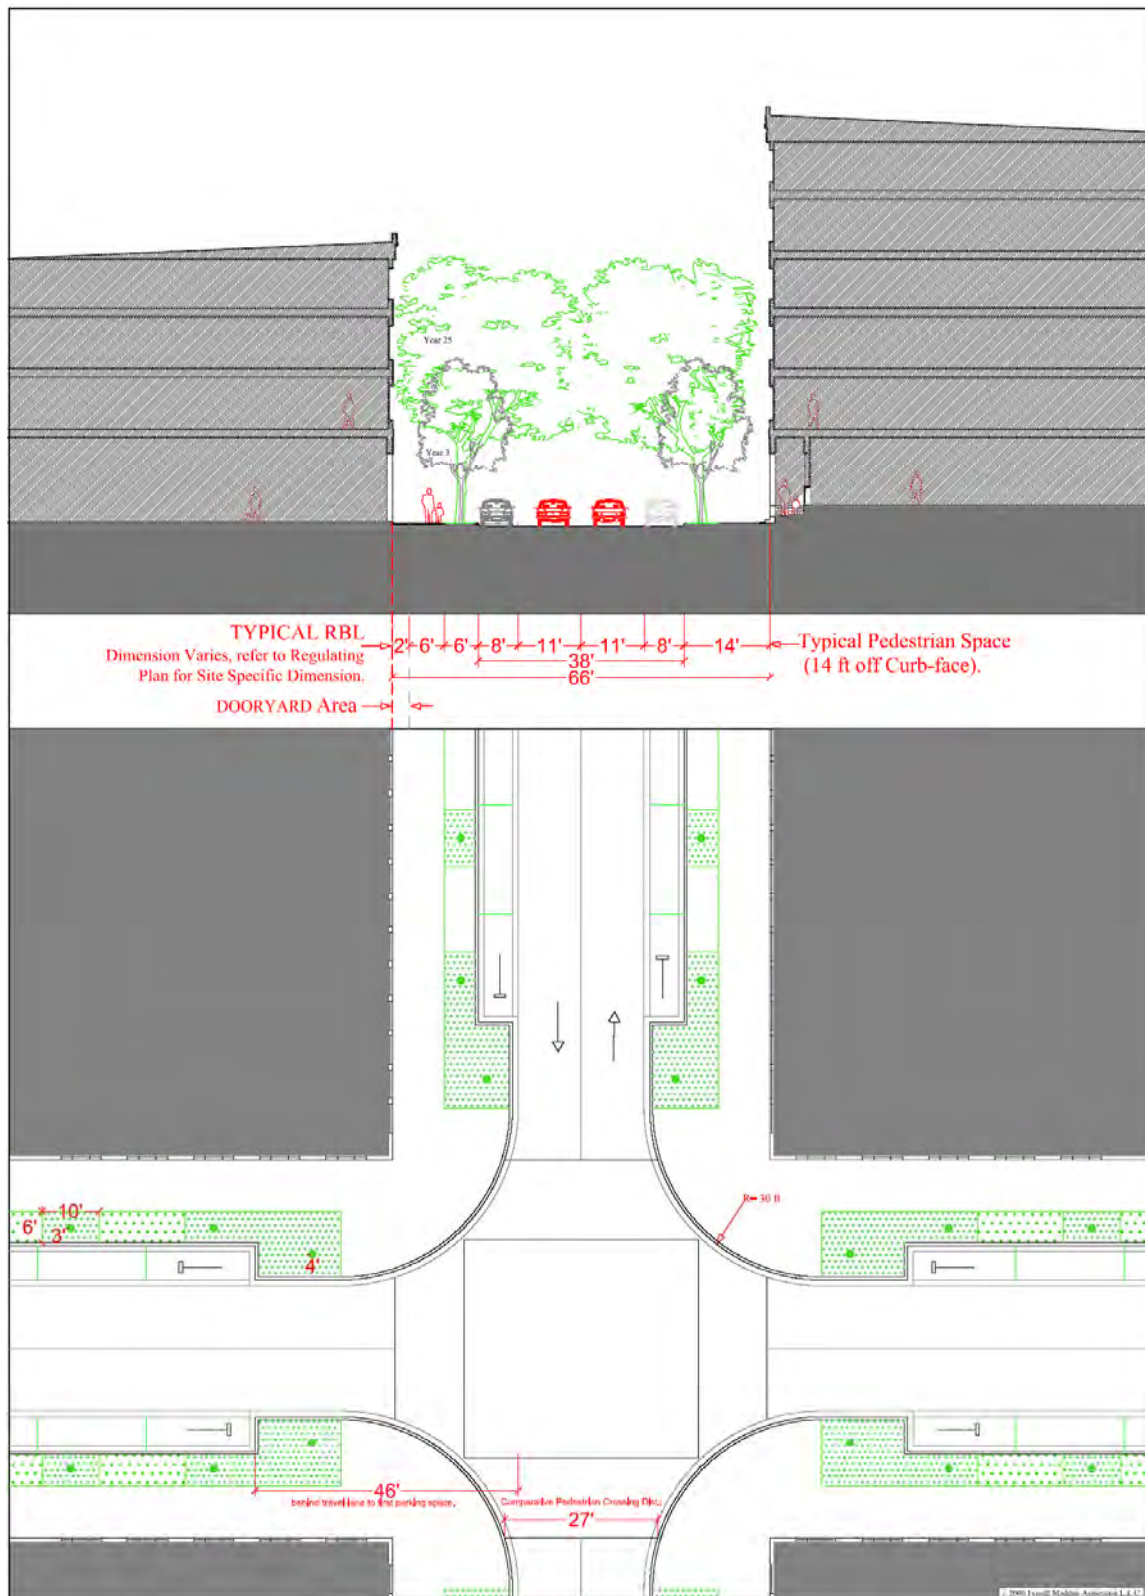 Year 25
Year 3
TYPICAL RBL
Dimension Varies, refer to Regulating
Plan for Site Specific Dimension.
2' 6' 6' 8' 11' 11' 8' 14'
38'
66'
Typical Pedestrian Space
(14 ft off Curb-face).
DOORYARD Area
R= 30 ft
10'
6'
3'
4'
46'
behind travel lane to first parking space.
Comparative Pedestrian Crossing Dist.
27'